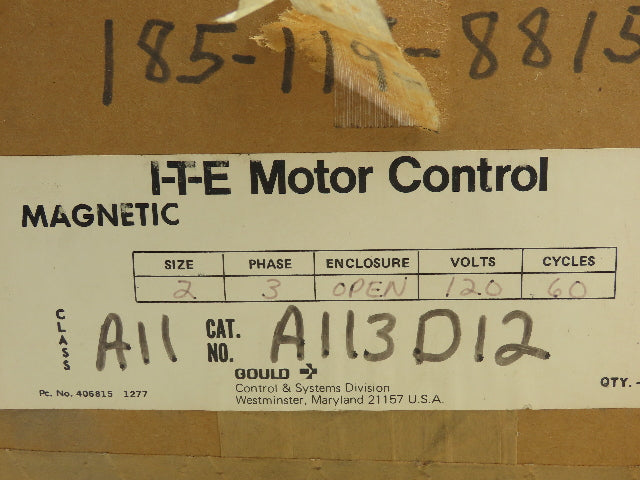 185-119-8815
I-T-E Motor Control
MAGNETIC
SIZE PHASE ENCLOSURE VOLTS CYCLES
2 3 OPEN 120 60
CLASS A11 CAT. NO. A113D12
GOULD
Control & Systems Division
Westminster, Maryland 21157 U.S.A.
Pc. No. 406815 1277
QTY. -